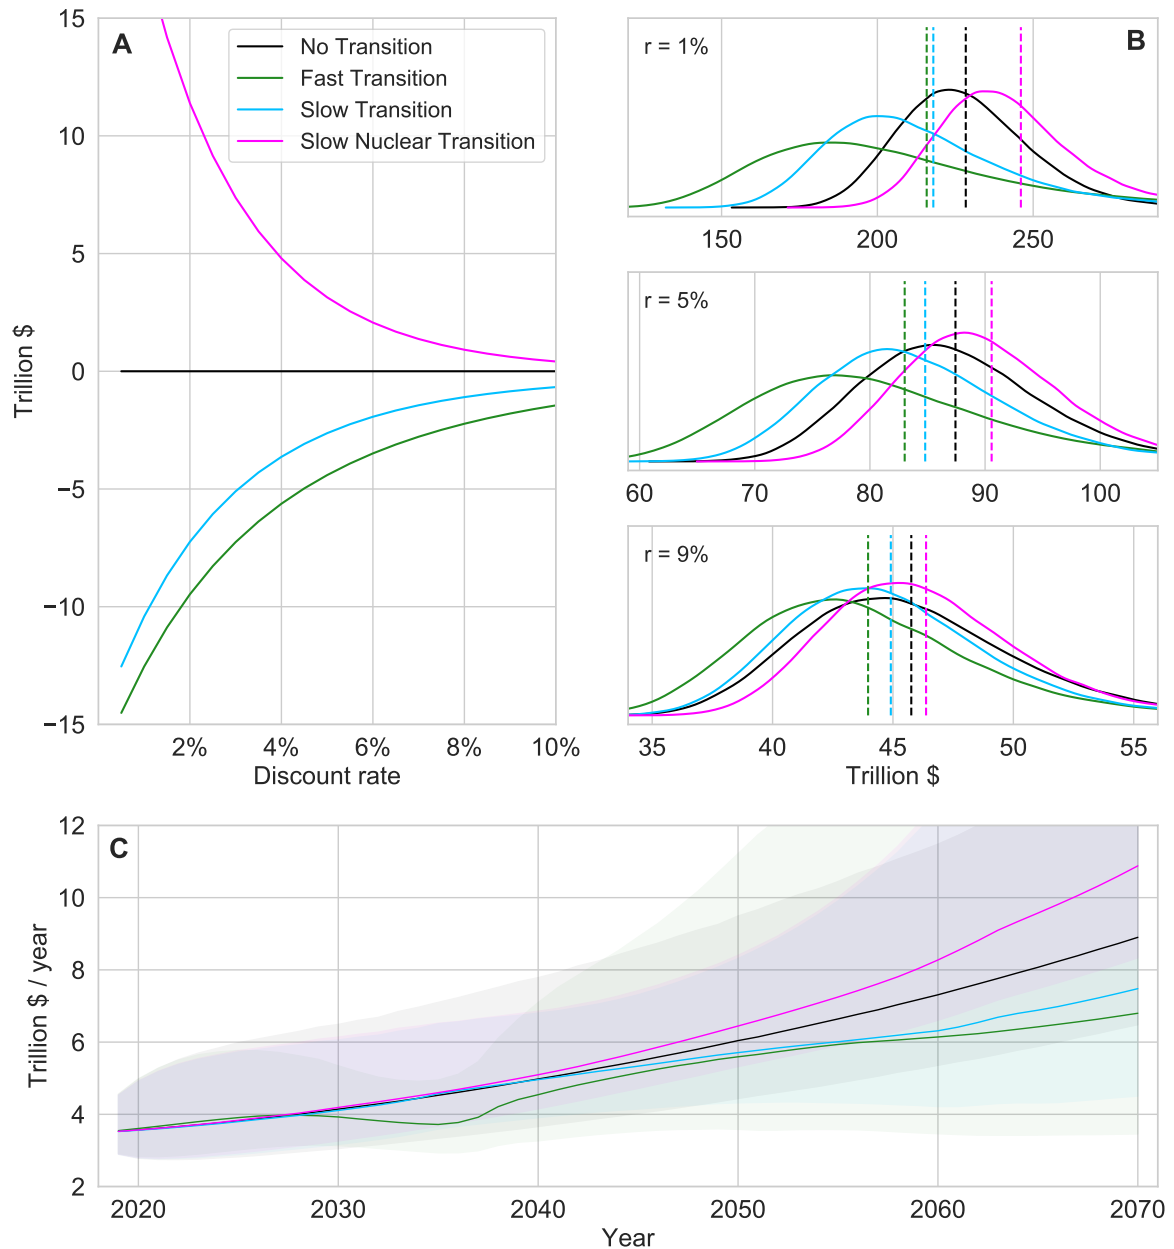 A
No Transition
Fast Transition
Slow Transition
Slow Nuclear Transition
15
10
5
0
−5
−10
−15
Trillion $
2% 4% 6% 8% 10%
Discount rate
B
r = 1%
150 200 250
r = 5%
60 70 80 90 100
r = 9%
35 40 45 50 55
Trillion $
C
12
10
8
6
4
2
Trillion $ / year
2020 2030 2040 2050 2060 2070
Year